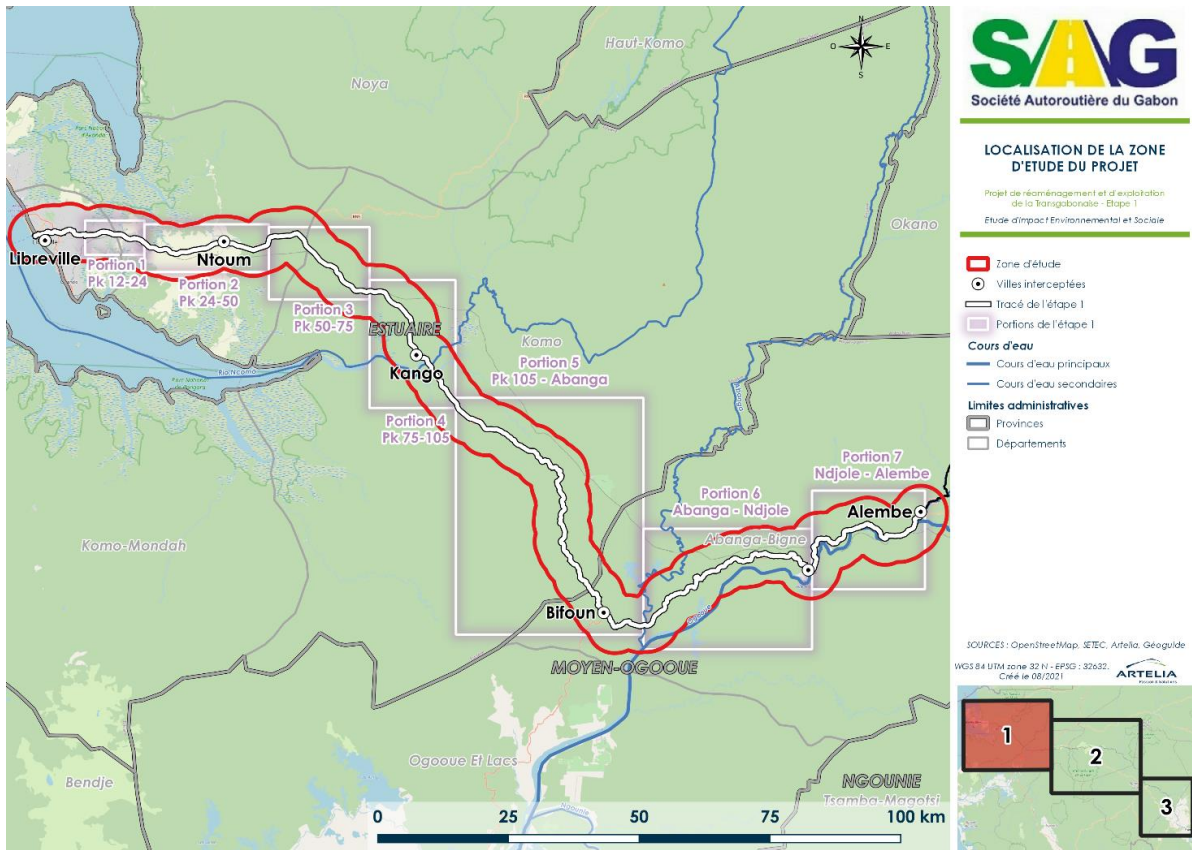 Haut-Komo
Noya
N
O
E
S
Okano
Libreville
Ntoum
Portion 1
Pk 12-24
Portion 2
Pk 24-50
Portion 3
Pk 50-75
ESTUAIRE
Komo
Kango
Portion 5
Pk 105 - Abanga
Portion 4
Pk 75-105
Portion 7
Ndjole - Alembe
Portion 6
Abanga - Ndjole
Alembe
Abanga-Bigne
Komo-Mondah
Bifoun
MOYEN-OGOOUE
Ogooue Et Lacs
Bendje
NGOUNIE
Tsamba-Magotsi
0
25
50
75
100 km
SAG
Société Autoroutière du Gabon
LOCALISATION DE LA ZONE
D'ETUDE DU PROJET
Projet de réaménagement et d'exploitation
de la Transgabonaise - Etape 1
Etude d'Impact Environnemental et Sociale
Zone d'étude
Villes interceptées
Tracé de l'étape 1
Portions de l'étape 1
Cours d'eau
Cours d'eau principaux
Cours d'eau secondaires
Limites administratives
Provinces
Départements
SOURCES : OpenStreetMap, SETEC, Artelia, Géoguide
WGS 84 UTM zone 32 N - EPSG : 32632.
Créé le 08/2021
ARTELIA
1
2
3